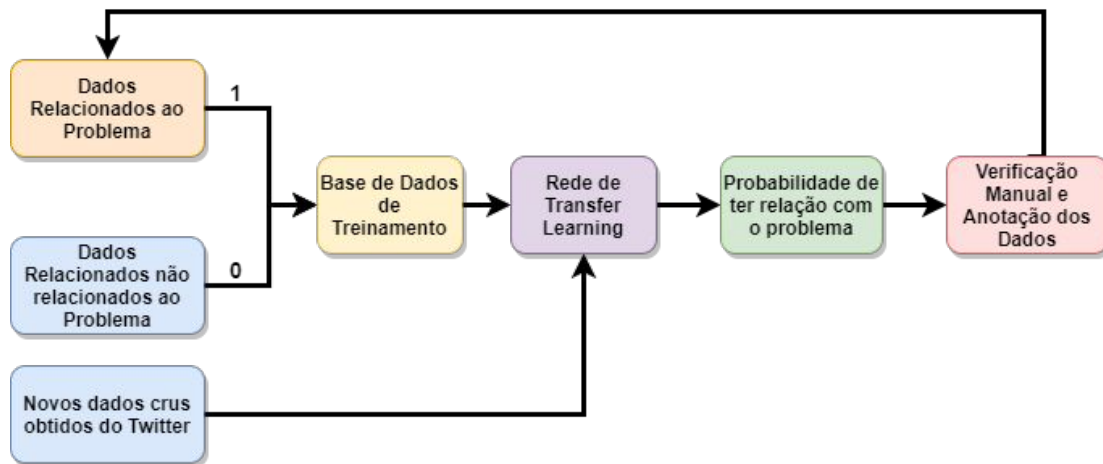 Dados
Relacionados ao
Problema
1
Base de Dados
de
Treinamento
Rede de
Transfer
Learning
Probabilidade de
ter relação com
o problema
Verificação
Manual e
Anotação dos
Dados
Dados
Relacionados não
relacionados ao
Problema
0
Novos dados crus
obtidos do Twitter